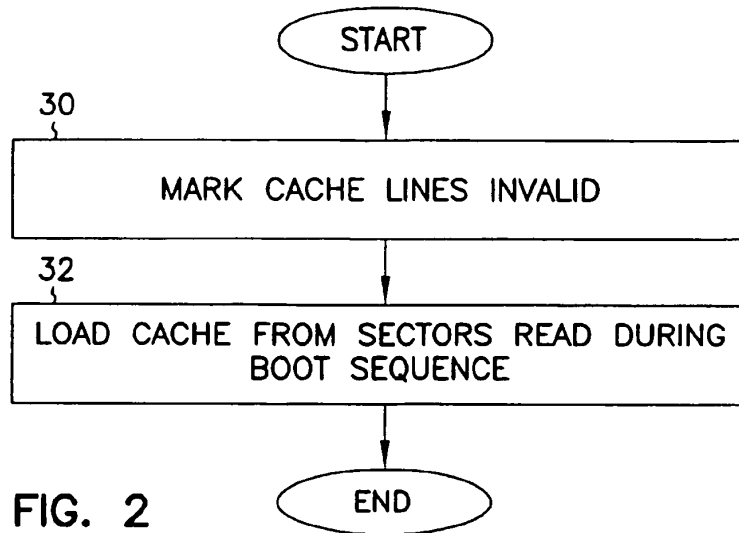 START
30
MARK CACHE LINES INVALID
32
LOAD CACHE FROM SECTORS READ DURING
BOOT SEQUENCE
END
FIG. 2